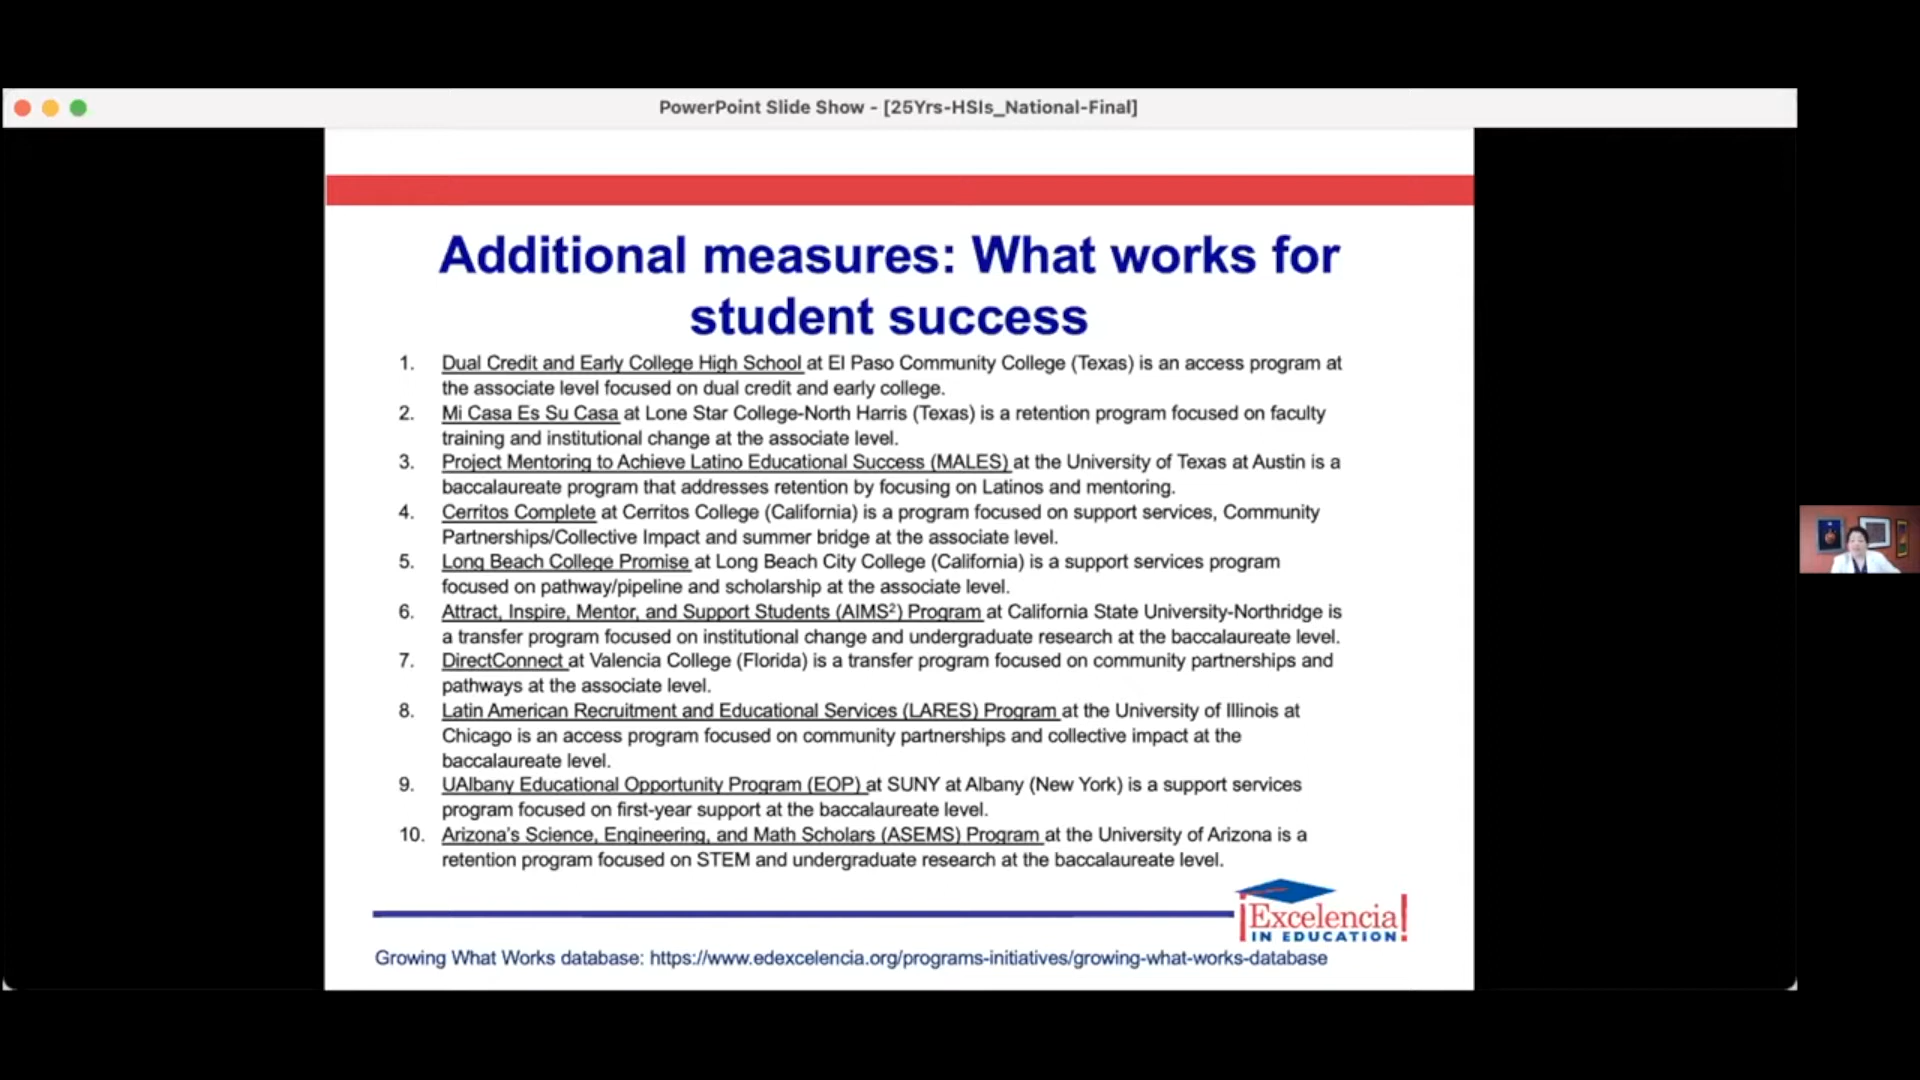 PowerPoint Slide Show - [25Yrs-HSIs_National-Final]
Additional measures: What works for
student success
1. Dual Credit and Early College High School at El Paso Community College (Texas) is an access program at
the associate level focused on dual credit and early college.
2. Mi Casa Es Su Casa at Lone Star College-North Harris (Texas) is a retention program focused on faculty
training and institutional change at the associate level.
3. Project Mentoring to Achieve Latino Educational Success (MALES) at the University of Texas at Austin is a
baccalaureate program that addresses retention by focusing on Latinos and mentoring.
4. Cerritos Complete at Cerritos College (California) is a program focused on support services, Community
Partnerships/Collective Impact and summer bridge at the associate level.
5. Long Beach College Promise at Long Beach City College (California) is a support services program
focused on pathway/pipeline and scholarship at the associate level.
6. Attract, Inspire, Mentor, and Support Students (AIMS²) Program at California State University-Northridge is
a transfer program focused on institutional change and undergraduate research at the baccalaureate level.
7. DirectConnect at Valencia College (Florida) is a transfer program focused on community partnerships and
pathways at the associate level.
8. Latin American Recruitment and Educational Services (LARES) Program at the University of Illinois at
Chicago is an access program focused on community partnerships and collective impact at the
baccalaureate level.
9. UAlbany Educational Opportunity Program (EOP) at SUNY at Albany (New York) is a support services
program focused on first-year support at the baccalaureate level.
10. Arizona's Science, Engineering, and Math Scholars (ASEMS) Program at the University of Arizona is a
retention program focused on STEM and undergraduate research at the baccalaureate level.
¡Excelencia!
IN EDUCATION
Growing What Works database: https://www.edexcelencia.org/programs-initiatives/growing-what-works-database